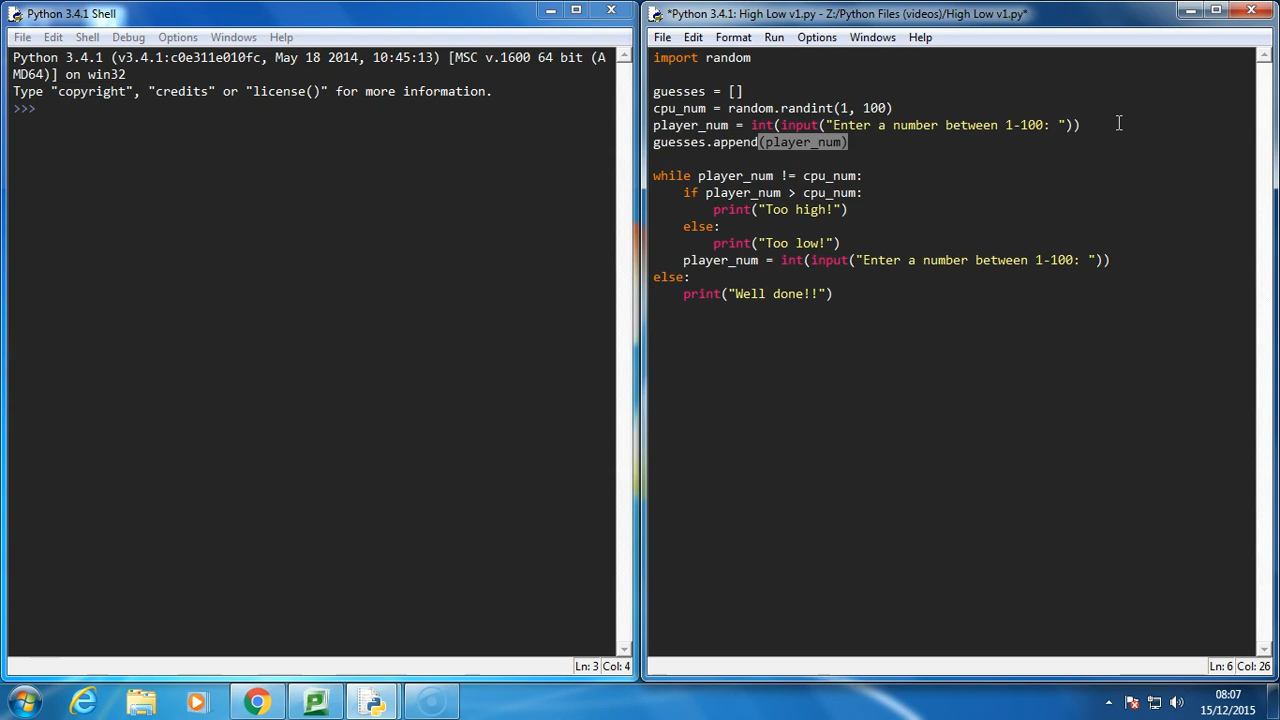 Python 3.4.1 Shell
File Edit Shell Debug Options Windows Help
Python 3.4.1 (v3.4.1:c0e311e010fc, May 18 2014, 10:45:13) [MSC v.1600 64 bit (A
MD64)] on win32
Type "copyright", "credits" or "license()" for more information.
>>>
Ln: 3 Col: 4
*Python 3.4.1: High Low v1.py - Z:/Python Files (videos)/High Low v1.py*
File Edit Format Run Options Windows Help
import random
guesses = []
cpu_num = random.randint(1, 100)
player_num = int(input("Enter a number between 1-100: "))
guesses.append(player_num)
while player_num != cpu_num:
    if player_num > cpu_num:
        print("Too high!")
    else:
        print("Too low!")
    player_num = int(input("Enter a number between 1-100: "))
else:
    print("Well done!!")
Ln: 6 Col: 26
08:07
15/12/2015